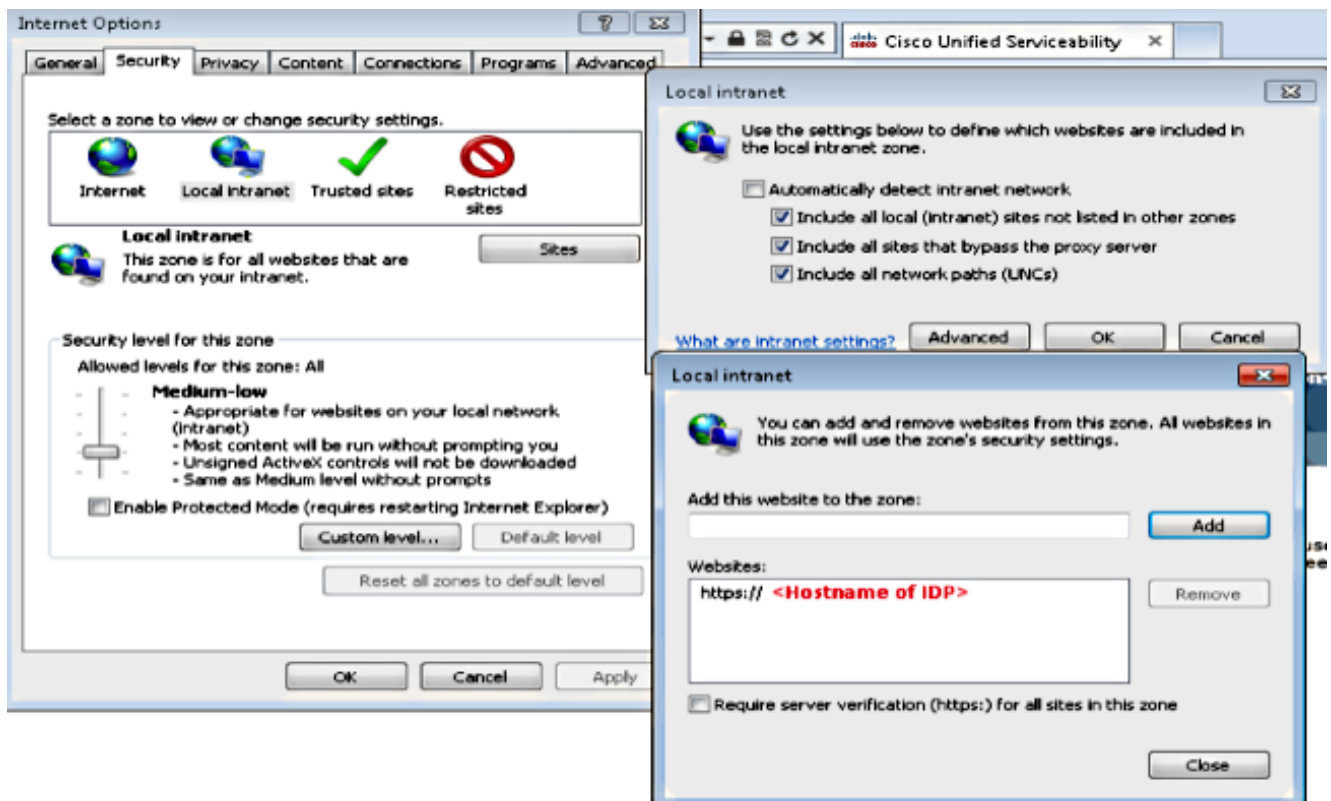 Internet Options
General Security Privacy Content Connections Programs Advanced
Select a zone to view or change security settings.
Internet
Local intranet
Trusted sites
Restricted
sites
Local intranet
This zone is for all websites that are
found on your intranet.
Sites
Security level for this zone
Allowed levels for this zone: All
Medium-low
- Appropriate for websites on your local network
(intranet)
- Most content will be run without prompting you
- Unsigned ActiveX controls will not be downloaded
- Same as Medium level without prompts
Enable Protected Mode (requires restarting Internet Explorer)
Custom level... Default level
Reset all zones to default level
OK Cancel Apply
Cisco Unified Serviceability
Local intranet
Use the settings below to define which websites are included in
the local intranet zone.
Automatically detect intranet network
Include all local (intranet) sites not listed in other zones
Include all sites that bypass the proxy server
Include all network paths (UNCs)
What are intranet settings? Advanced OK Cancel
Local intranet
You can add and remove websites from this zone. All websites in
this zone will use the zone's security settings.
Add this website to the zone:
Add
Websites:
https:// <Hostname of IDP>
Remove
Require server verification (https:) for all sites in this zone
Close